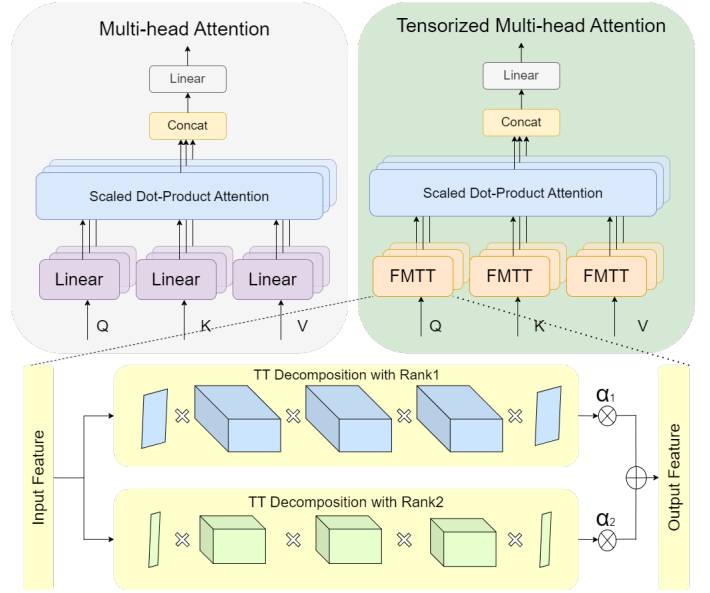 Multi-head Attention
Linear
Concat
Scaled Dot-Product Attention
Linear
Linear
Linear
Q
K
V
Tensorized Multi-head Attention
Linear
Concat
Scaled Dot-Product Attention
FMTT
FMTT
FMTT
Q
K
V
Input Feature
TT Decomposition with Rank1
α1
TT Decomposition with Rank2
α2
Output Feature